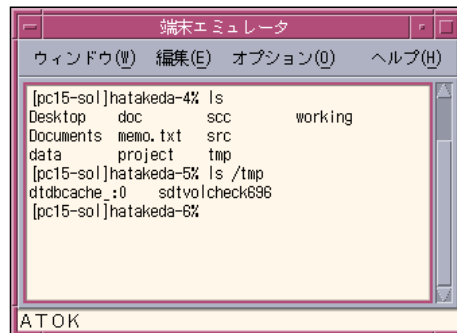 端末エミュレータ
ウィンドウ(W) 編集(E) オプション(O) ヘルプ(H)
[pc15-sol]hatakeda-4% ls
Desktop doc scc working
Documents memo.txt src
data project tmp
[pc15-sol]hatakeda-5% ls /tmp
dtdbcache_:0 sdtvolcheck696
[pc15-sol]hatakeda-6%
ATOK